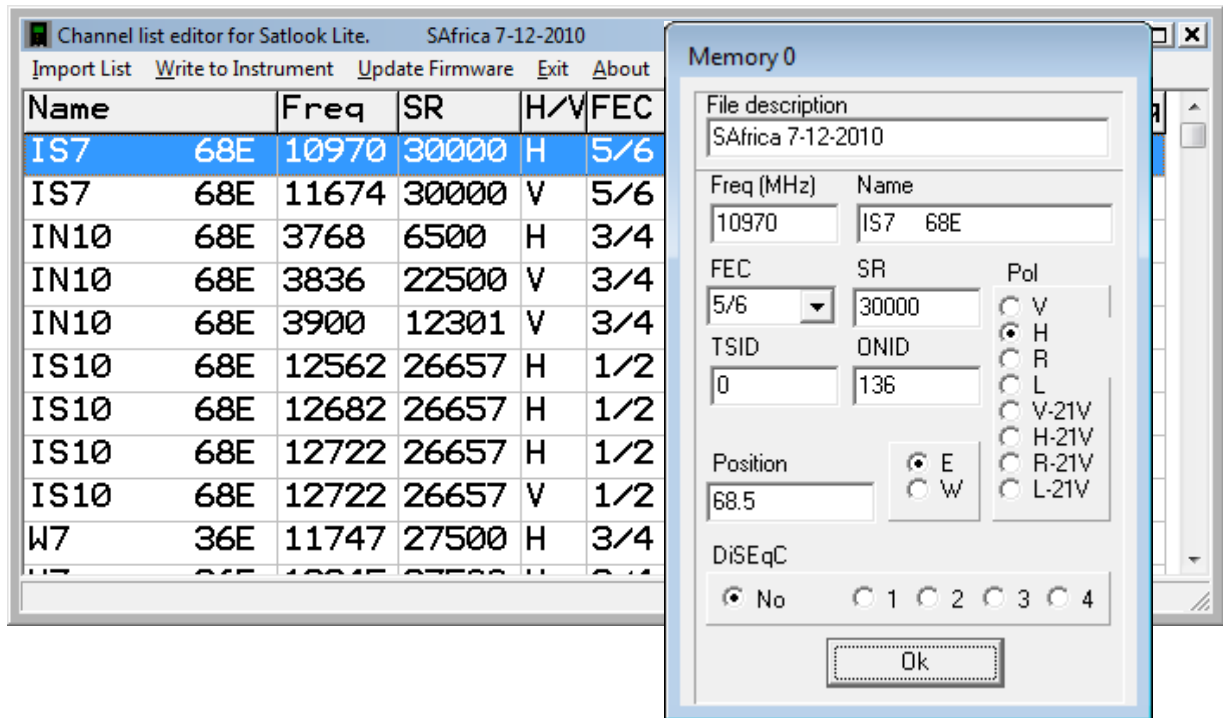 Channel list editor for Satlook Lite. SAfrica 7-12-2010
Import List Write to Instrument Update Firmware Exit About
Name Freq SR H/V FEC
IS7 68E 10970 30000 H 5/6
IS7 68E 11674 30000 V 5/6
IN10 68E 3768 6500 H 3/4
IN10 68E 3836 22500 V 3/4
IN10 68E 3900 12301 V 3/4
IS10 68E 12562 26657 H 1/2
IS10 68E 12682 26657 H 1/2
IS10 68E 12722 26657 H 1/2
IS10 68E 12722 26657 V 1/2
W7 36E 11747 27500 H 3/4
Memory 0
File description
SAfrica 7-12-2010
Freq (MHz) Name
10970 IS7 68E
FEC SR Pol
5/6 30000
V
H
R
L
V-21V
H-21V
R-21V
L-21V
TSID ONID
0 136
Position
68.5
E
W
DiSEqC
No 1 2 3 4
Ok